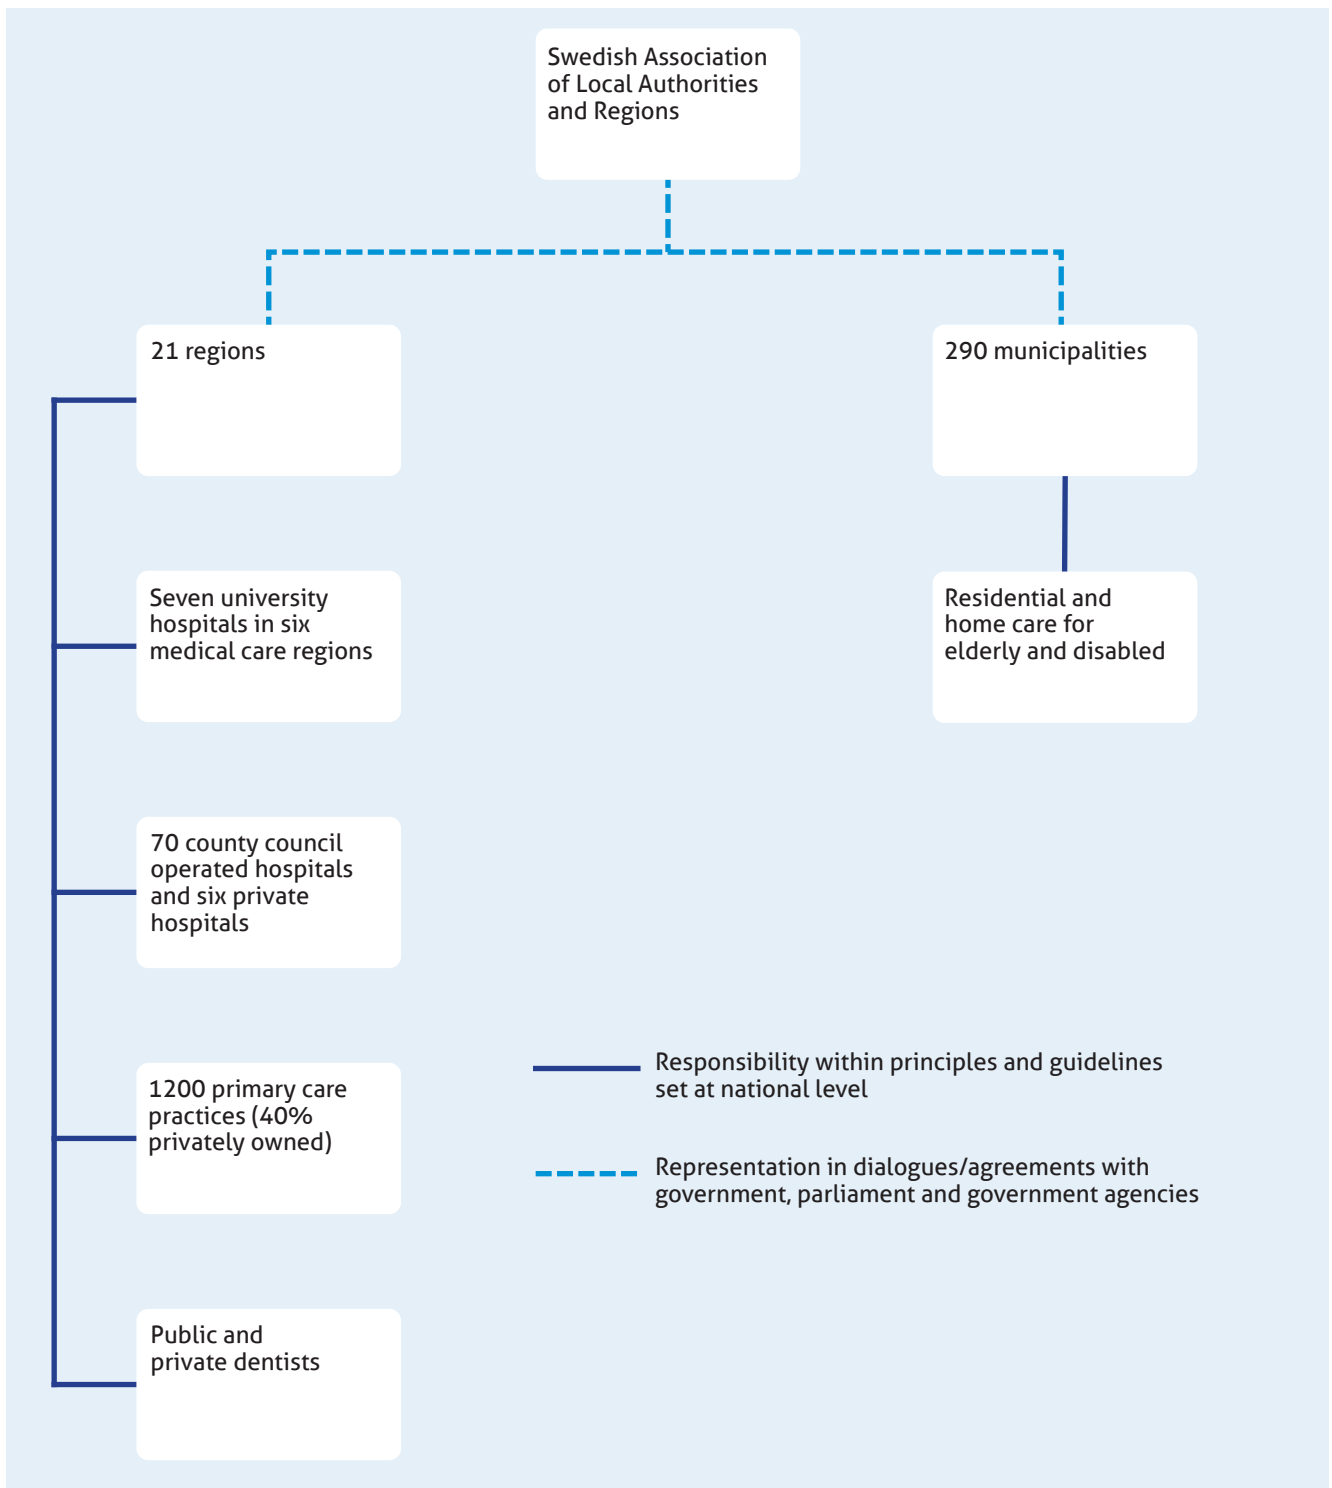 Swedish Association
of Local Authorities
and Regions
21 regions
290 municipalities
Seven university
hospitals in six
medical care regions
Residential and
home care for
elderly and disabled
70 county council
operated hospitals
and six private
hospitals
1200 primary care
practices (40%
privately owned)
Responsibility within principles and guidelines
set at national level
Representation in dialogues/agreements with
government, parliament and government agencies
Public and
private dentists